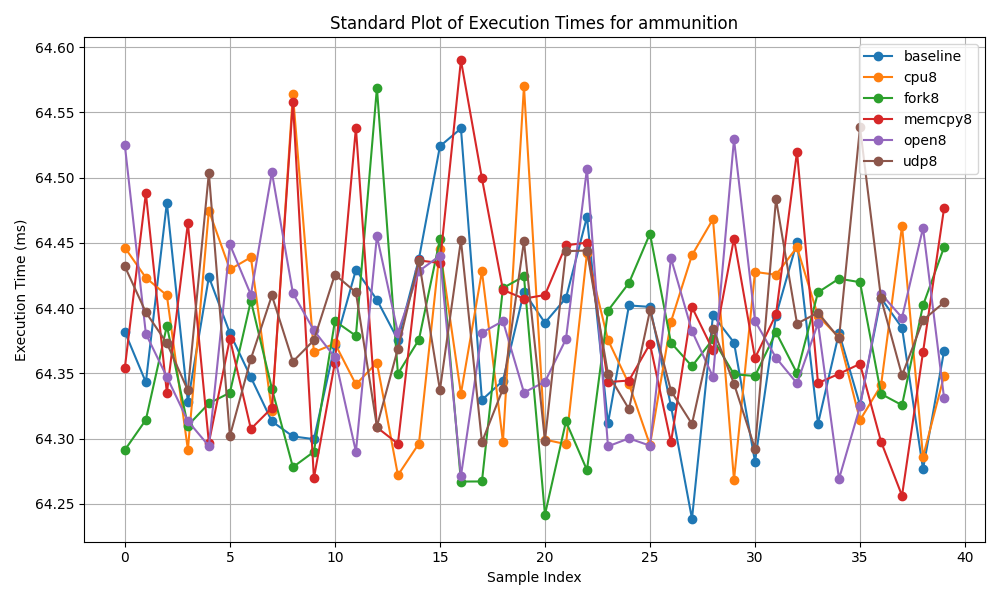 Standard Plot of Execution Times for ammunition
64.60
64.55
64.50
64.45
64.40
64.35
64.30
64.25
Execution Time (ms)
0 5 10 15 20 25 30 35 40
Sample Index
baseline
cpu8
fork8
memcpy8
open8
udp8